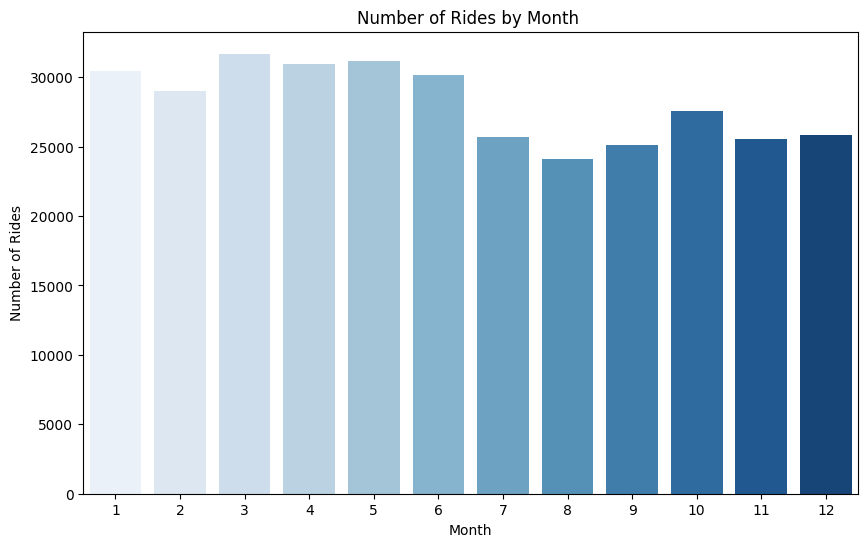 Number of Rides by Month
Number of Rides
30000
25000
20000
15000
10000
5000
0
1 2 3 4 5 6 7 8 9 10 11 12
Month